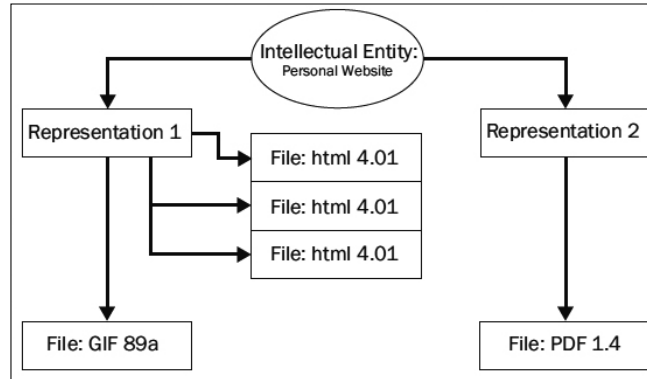 Intellectual Entity:
Personal Website
Representation 1
Representation 2
File: html 4.01
File: html 4.01
File: html 4.01
File: GIF 89a
File: PDF 1.4